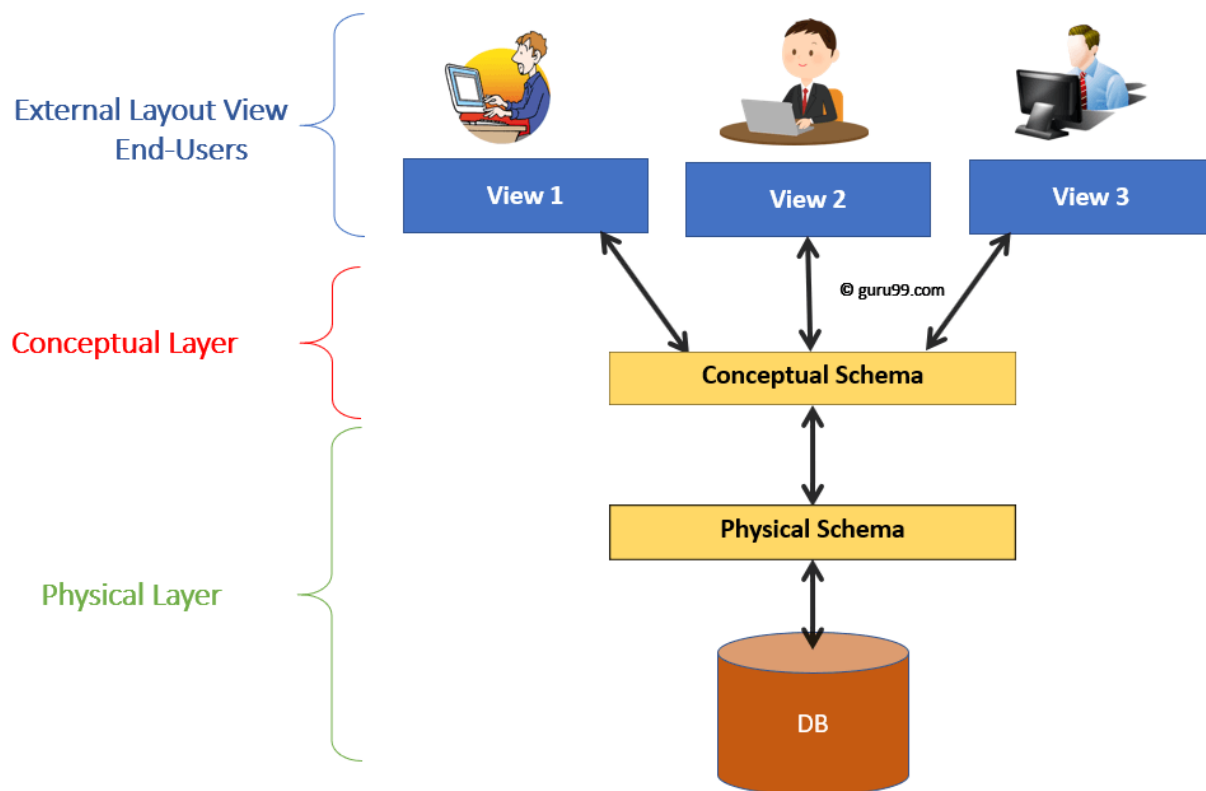 External Layout View
End-Users
View 1
View 2
View 3
© guru99.com
Conceptual Layer
Conceptual Schema
Physical Schema
Physical Layer
DB